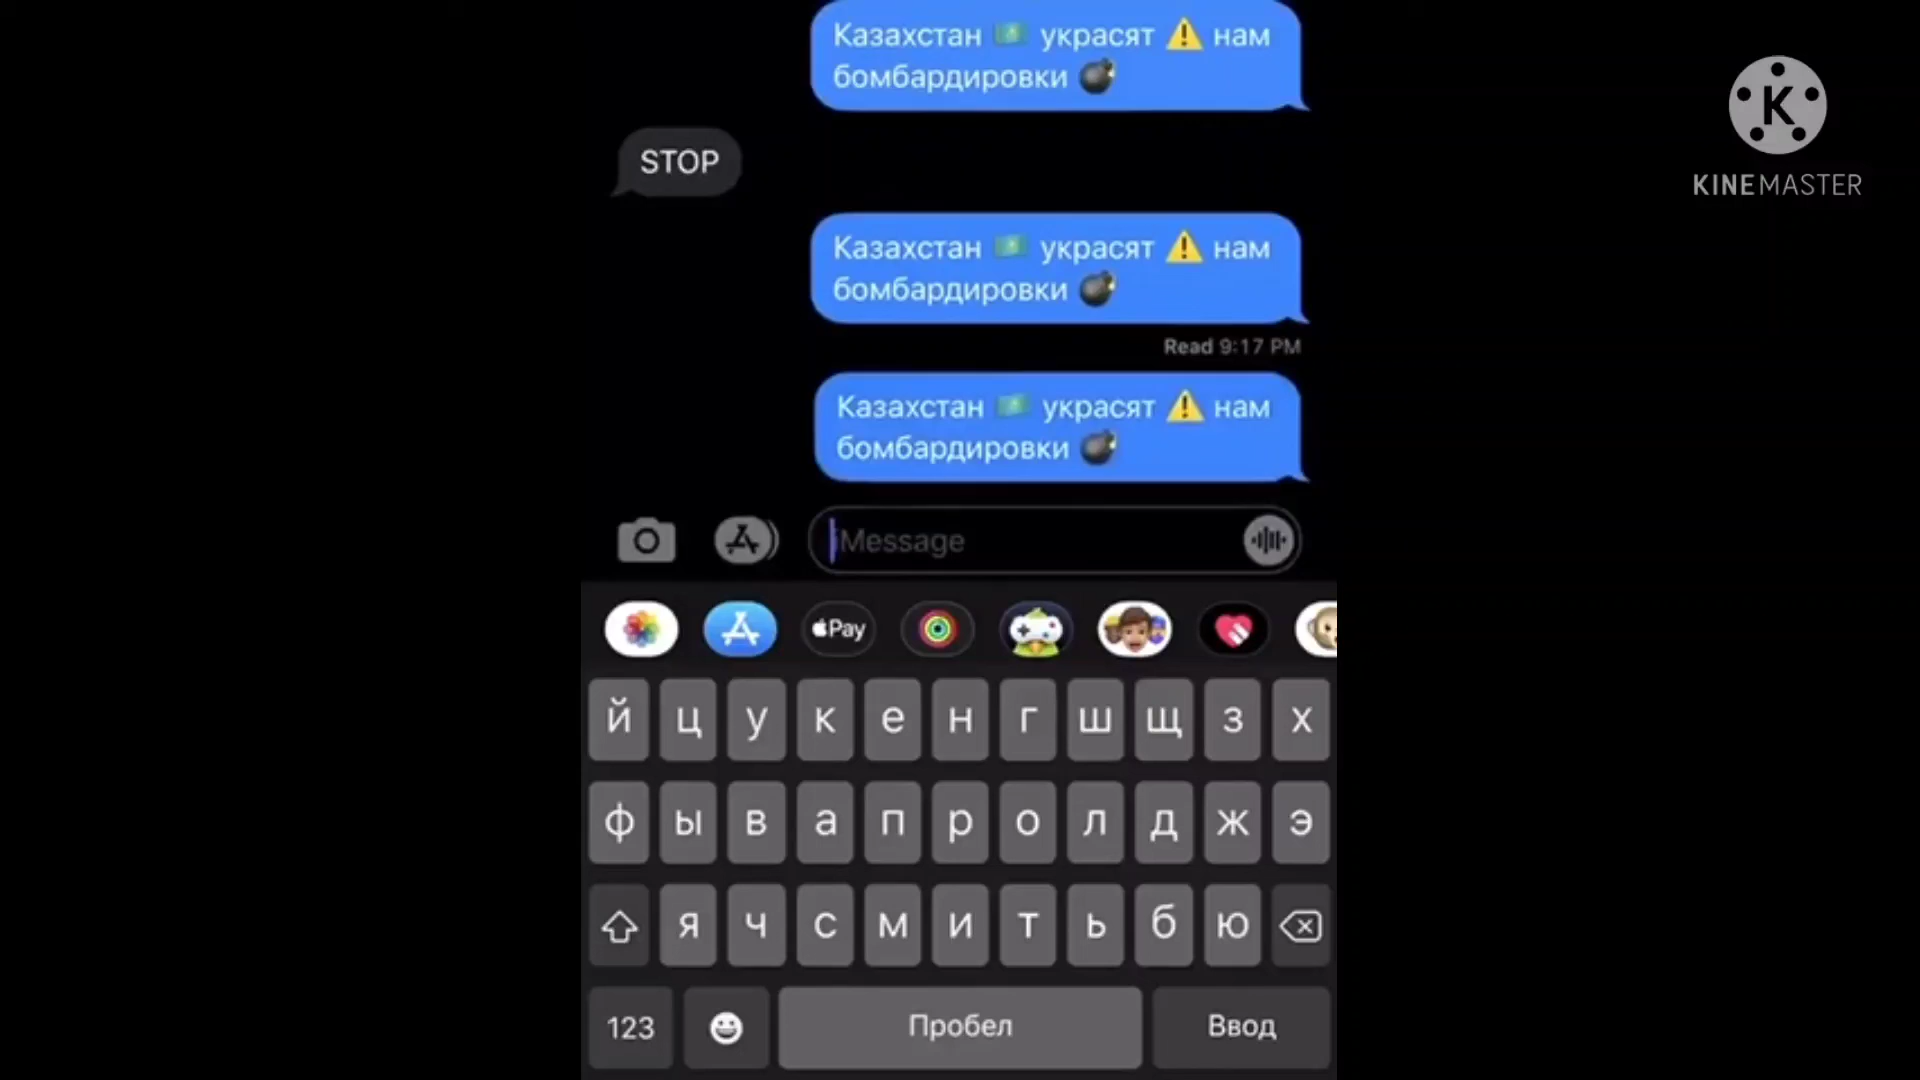 Казахстан 🇰🇿 украсят ⚠️ нам
бомбардировки 💣
STOP
Казахстан 🇰🇿 украсят ⚠️ нам
бомбардировки 💣
Read 9:17 PM
Казахстан 🇰🇿 украсят ⚠️ нам
бомбардировки 💣
iMessage
Pay
й ц у к е н г ш щ з х
ф ы в а п р о л д ж э
я ч с м и т ь б ю
123 Пробел Ввод
K
KINEMASTER